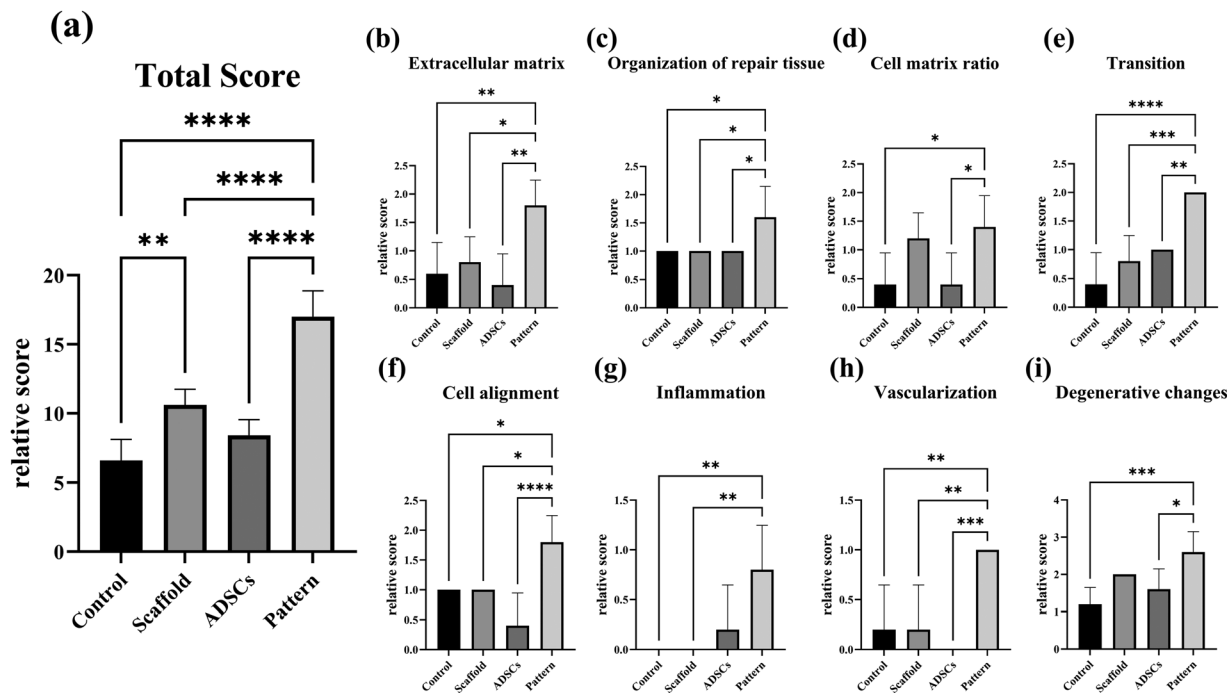 (a)
Total Score
****
****
**
****
relative score
20
15
10
5
0
Control
Scaffold
ADSCs
Pattern
(b)
Extracellular matrix
**
*
**
relative score
2.5
2.0
1.5
1.0
0.5
0.0
Control
Scaffold
ADSCs
Pattern
(c)
Organization of repair tissue
*
*
*
relative score
2.5
2.0
1.5
1.0
0.5
0.0
Control
Scaffold
ADSCs
Pattern
(d)
Cell matrix ratio
*
*
relative score
2.5
2.0
1.5
1.0
0.5
0.0
Control
Scaffold
ADSCs
Pattern
(e)
Transition
****
***
**
relative score
2.5
2.0
1.5
1.0
0.5
0.0
Control
Scaffold
ADSCs
Pattern
(f)
Cell alignment
*
*
****
relative score
2.5
2.0
1.5
1.0
0.5
0.0
Control
Scaffold
ADSCs
Pattern
(g)
Inflammation
**
**
relative score
1.5
1.0
0.5
0.0
Control
Scaffold
ADSCs
Pattern
(h)
Vascularization
**
**
***
relative score
1.5
1.0
0.5
0.0
Control
Scaffold
ADSCs
Pattern
(i)
Degenerative changes
***
*
relative score
4
3
2
1
0
Control
Scaffold
ADSCs
Pattern